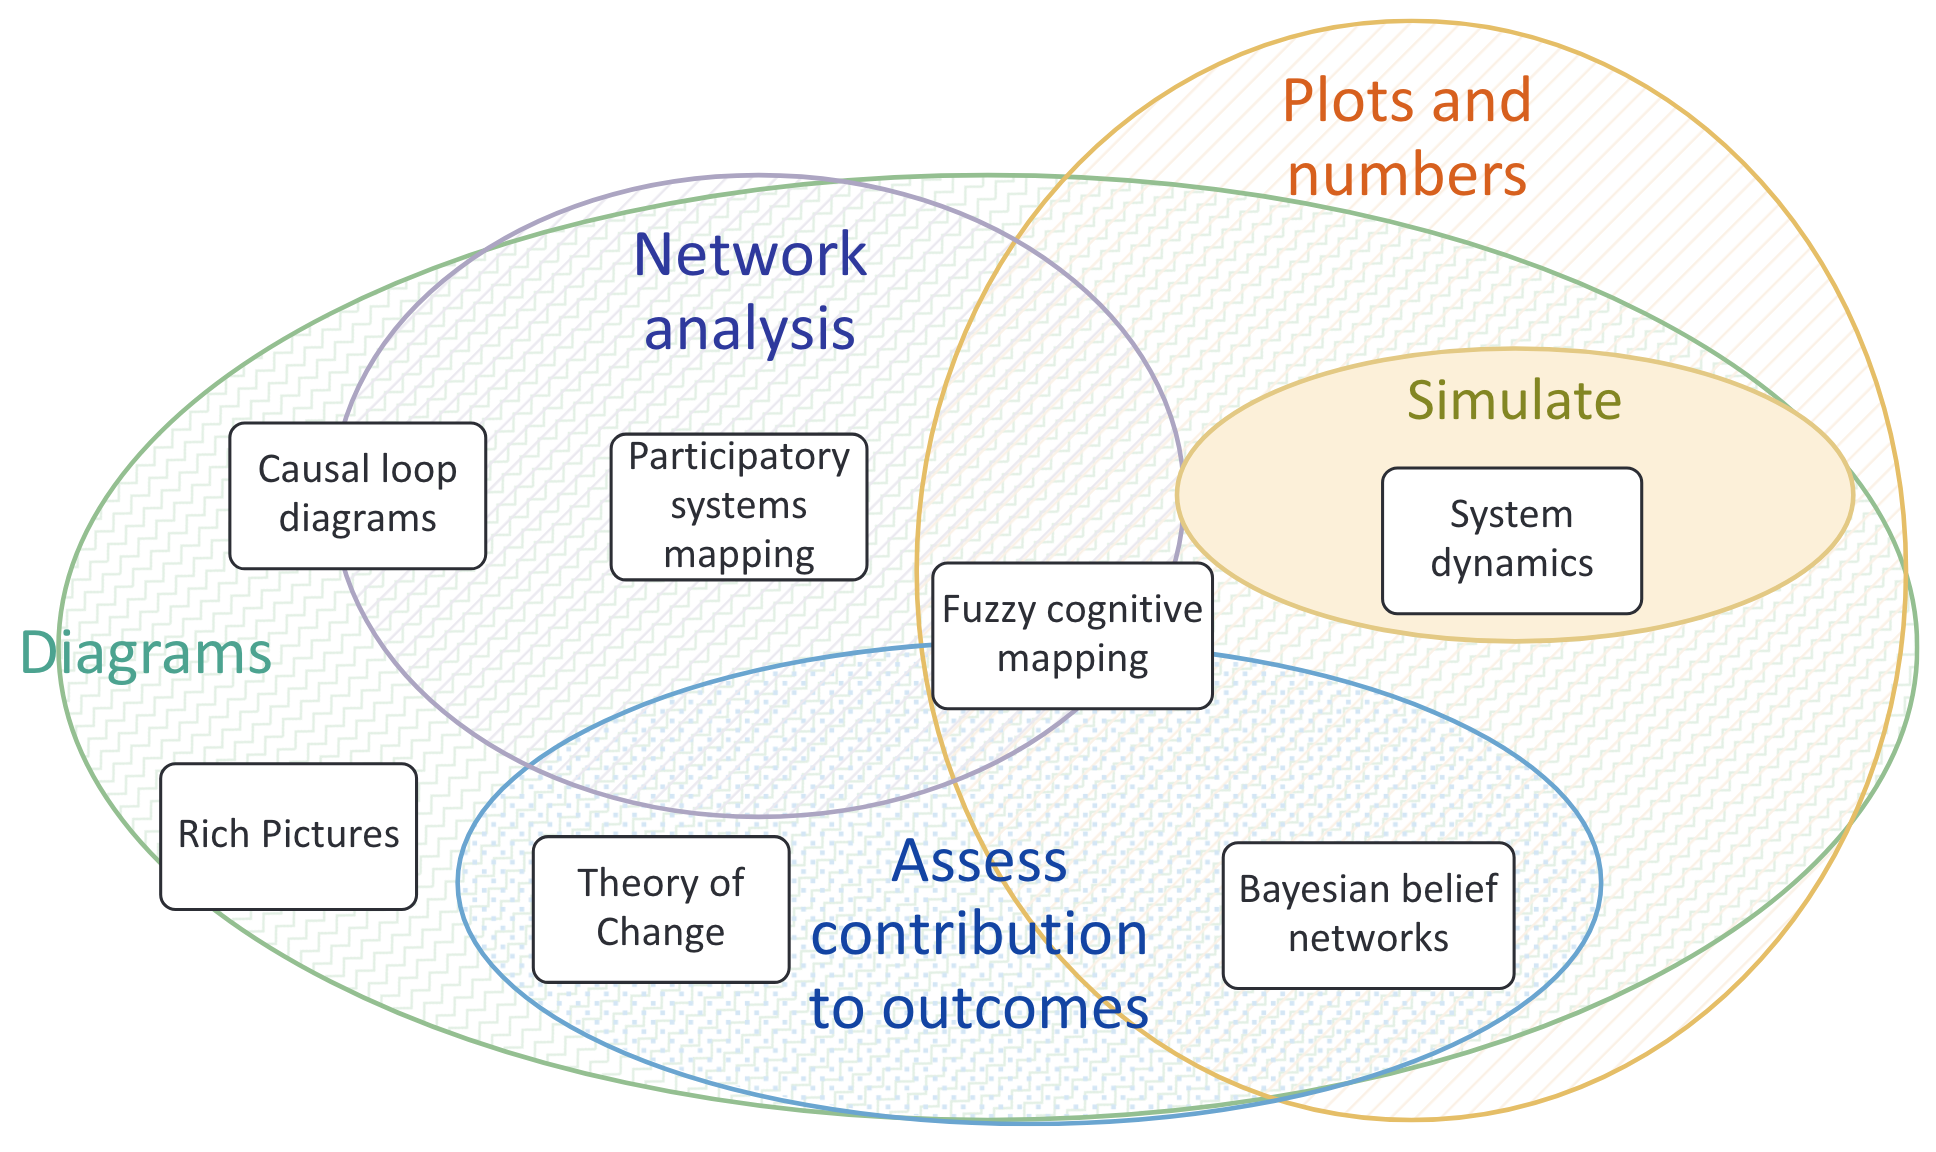 Plots and
numbers
Network
analysis
Simulate
Causal loop
diagrams
Participatory
systems
mapping
System
dynamics
Fuzzy cognitive
mapping
Diagrams
Rich Pictures
Theory of
Change
Assess
contribution
to outcomes
Bayesian belief
networks